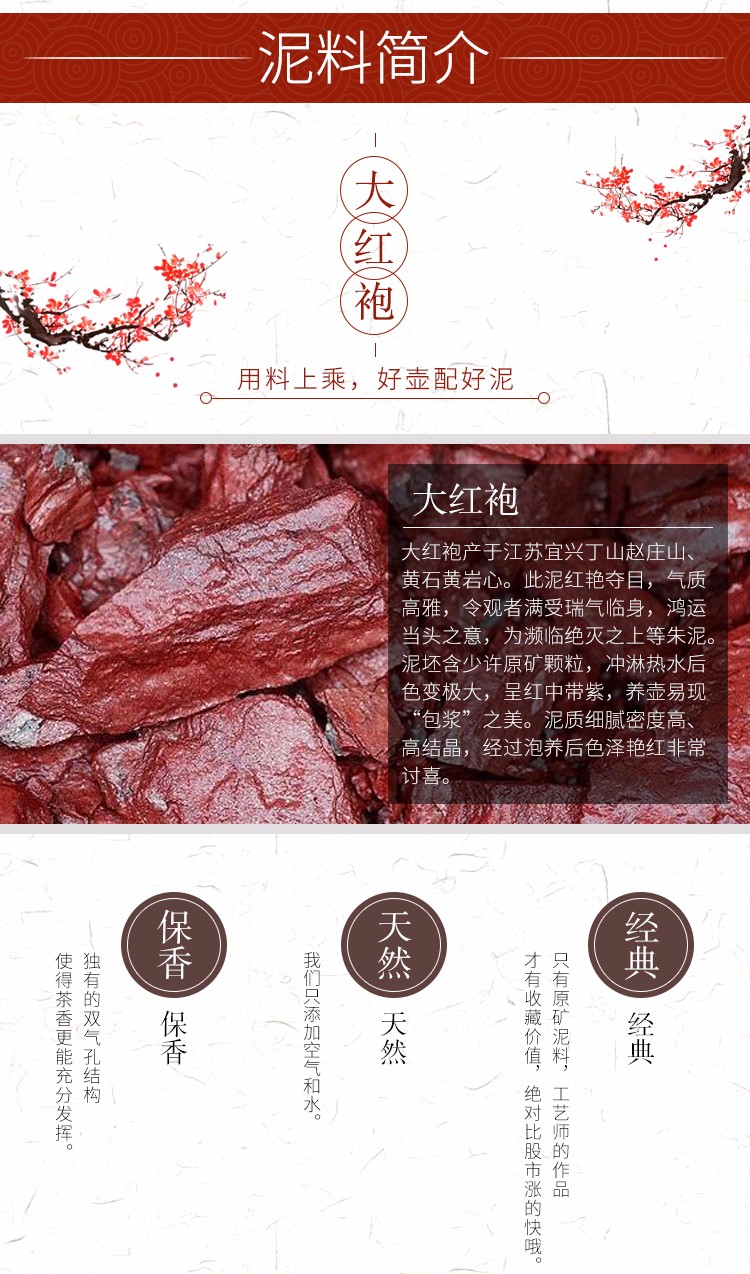 泥料简介
大
红
袍
用料上乘，好壶配好泥
大红袍
大红袍产于江苏宜兴丁山赵庄山、
黄石黄岩心。此泥红艳夺目，气质
高雅，令观者满受瑞气临身，鸿运
当头之意，为濒临绝灭之上等朱泥。
泥坯含少许原矿颗粒，冲淋热水后
色变极大，呈红中带紫，养壶易现
“包浆”之美。泥质细腻密度高、
高结晶，经过泡养后色泽艳红非常
讨喜。
经典
经典
只有原矿泥料，工艺师的作品
才有收藏价值，绝对比股市涨的快哦。
天然
天然
我们只添加空气和水。
保香
保香
独有的双气孔结构
使得茶香更能充分发挥。